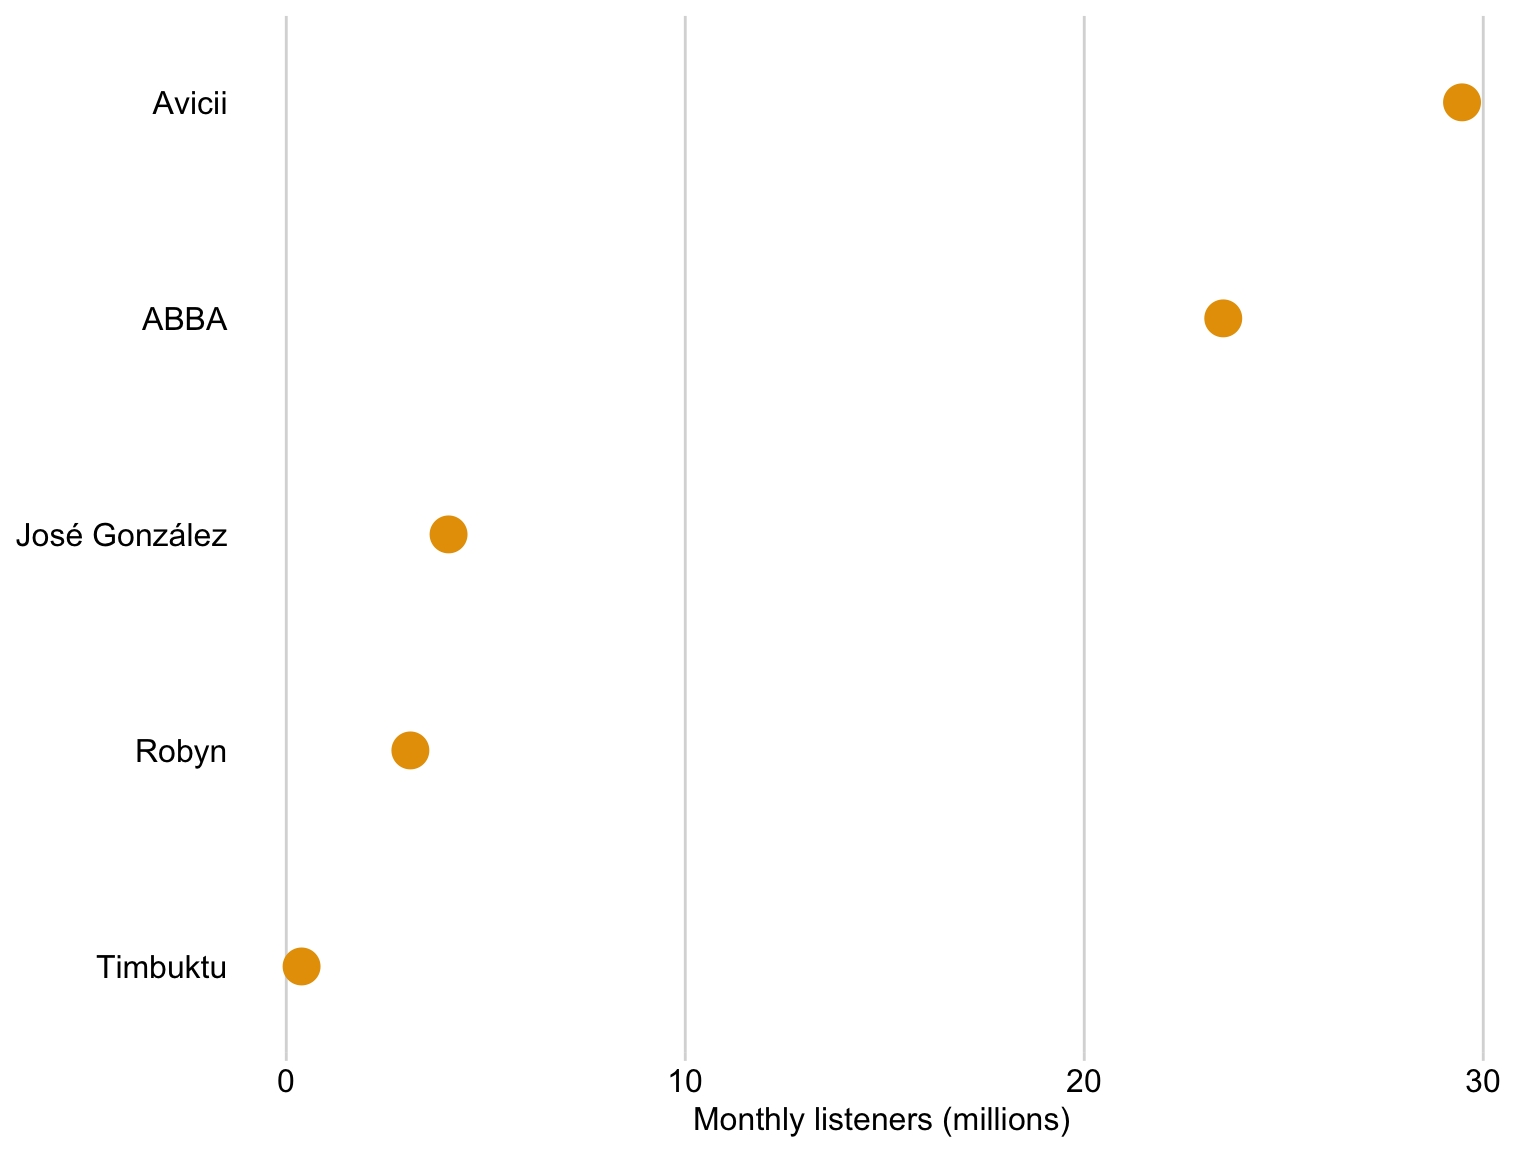 Avicii
ABBA
José González
Robyn
Timbuktu
0 10 20 30
Monthly listeners (millions)